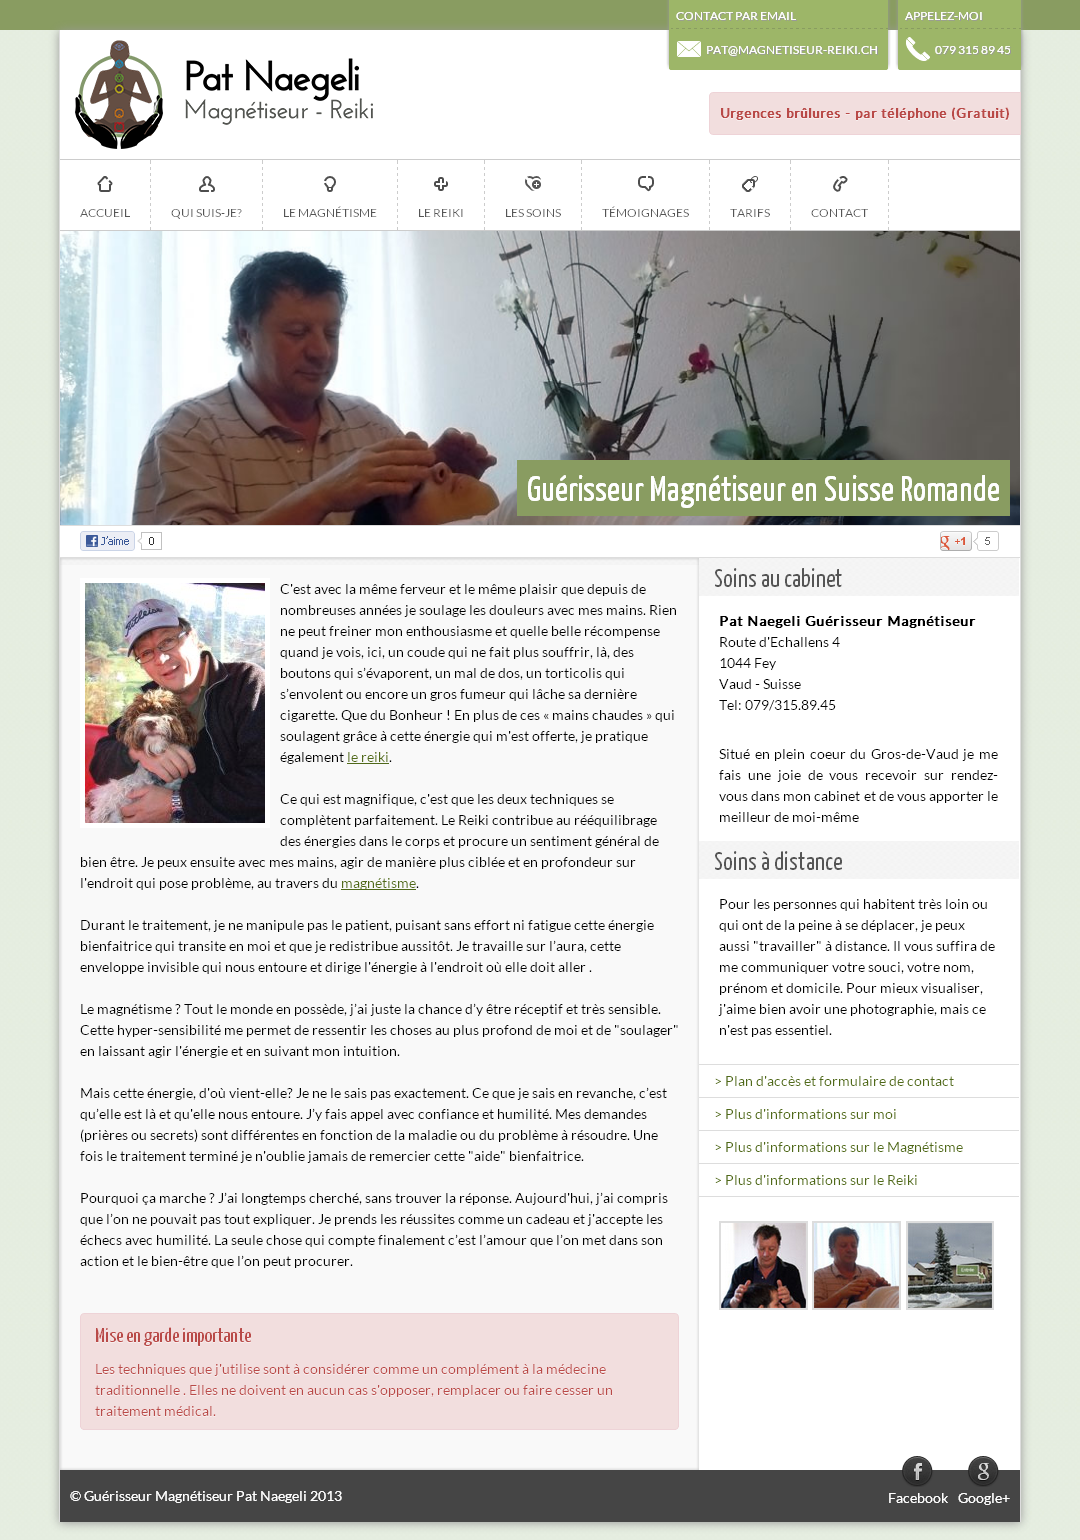 CONTACT PAR EMAIL
PAT@MAGNETISEUR-REIKI.CH
APPELEZ-MOI
079 315 89 45
Pat Naegeli
Magnétiseur - Reiki
Urgences brûlures - par téléphone (Gratuit)
ACCUEIL
QUI SUIS-JE?
LE MAGNÉTISME
LE REIKI
LES SOINS
TÉMOIGNAGES
TARIFS
CONTACT
Guérisseur Magnétiseur en Suisse Romande
J'aime
0
+1
5
C'est avec la même ferveur et le même plaisir que depuis de
nombreuses années je soulage les douleurs avec mes mains. Rien
ne peut freiner mon enthousiasme et quelle belle récompense
quand je vois, ici, un coude qui ne fait plus souffrir, là, des
boutons qui s'évaporent, un mal de dos, un torticolis qui
s'envolent ou encore un gros fumeur qui lâche sa dernière
cigarette. Que du Bonheur ! En plus de ces « mains chaudes » qui
soulagent grâce à cette énergie qui m'est offerte, je pratique
également le reiki.
Ce qui est magnifique, c'est que les deux techniques se
complètent parfaitement. Le Reiki contribue au rééquilibrage
des énergies dans le corps et procure un sentiment général de
bien être. Je peux ensuite avec mes mains, agir de manière plus ciblée et en profondeur sur
l'endroit qui pose problème, au travers du magnétisme.
Durant le traitement, je ne manipule pas le patient, puisant sans effort ni fatigue cette énergie
bienfaitrice qui transite en moi et que je redistribue aussitôt. Je travaille sur l'aura, cette
enveloppe invisible qui nous entoure et dirige l'énergie à l'endroit où elle doit aller .
Le magnétisme ? Tout le monde en possède, j'ai juste la chance d'y être réceptif et très sensible.
Cette hyper-sensibilité me permet de ressentir les choses au plus profond de moi et de "soulager"
en laissant agir l'énergie et en suivant mon intuition.
Mais cette énergie, d'où vient-elle? Je ne le sais pas exactement. Ce que je sais en revanche, c'est
qu'elle est là et qu'elle nous entoure. J'y fais appel avec confiance et humilité. Mes demandes
(prières ou secrets) sont différentes en fonction de la maladie ou du problème à résoudre. Une
fois le traitement terminé je n'oublie jamais de remercier cette "aide" bienfaitrice.
Pourquoi ça marche ? J'ai longtemps cherché, sans trouver la réponse. Aujourd'hui, j'ai compris
que l'on ne pouvait pas tout expliquer. Je prends les réussites comme un cadeau et j'accepte les
échecs avec humilité. La seule chose qui compte finalement c'est l'amour que l'on met dans son
action et le bien-être que l'on peut procurer.
Mise en garde importante
Les techniques que j'utilise sont à considérer comme un complément à la médecine
traditionnelle . Elles ne doivent en aucun cas s'opposer, remplacer ou faire cesser un
traitement médical.
Soins au cabinet
Pat Naegeli Guérisseur Magnétiseur
Route d'Echallens 4
1044 Fey
Vaud - Suisse
Tel: 079/315.89.45
Situé en plein coeur du Gros-de-Vaud je me
fais une joie de vous recevoir sur rendez-
vous dans mon cabinet et de vous apporter le
meilleur de moi-même
Soins à distance
Pour les personnes qui habitent très loin ou
qui ont de la peine à se déplacer, je peux
aussi "travailler" à distance. Il vous suffira de
me communiquer votre souci, votre nom,
prénom et domicile. Pour mieux visualiser,
j'aime bien avoir une photographie, mais ce
n'est pas essentiel.
> Plan d'accès et formulaire de contact
> Plus d'informations sur moi
> Plus d'informations sur le Magnétisme
> Plus d'informations sur le Reiki
© Guérisseur Magnétiseur Pat Naegeli 2013
Facebook
Google+